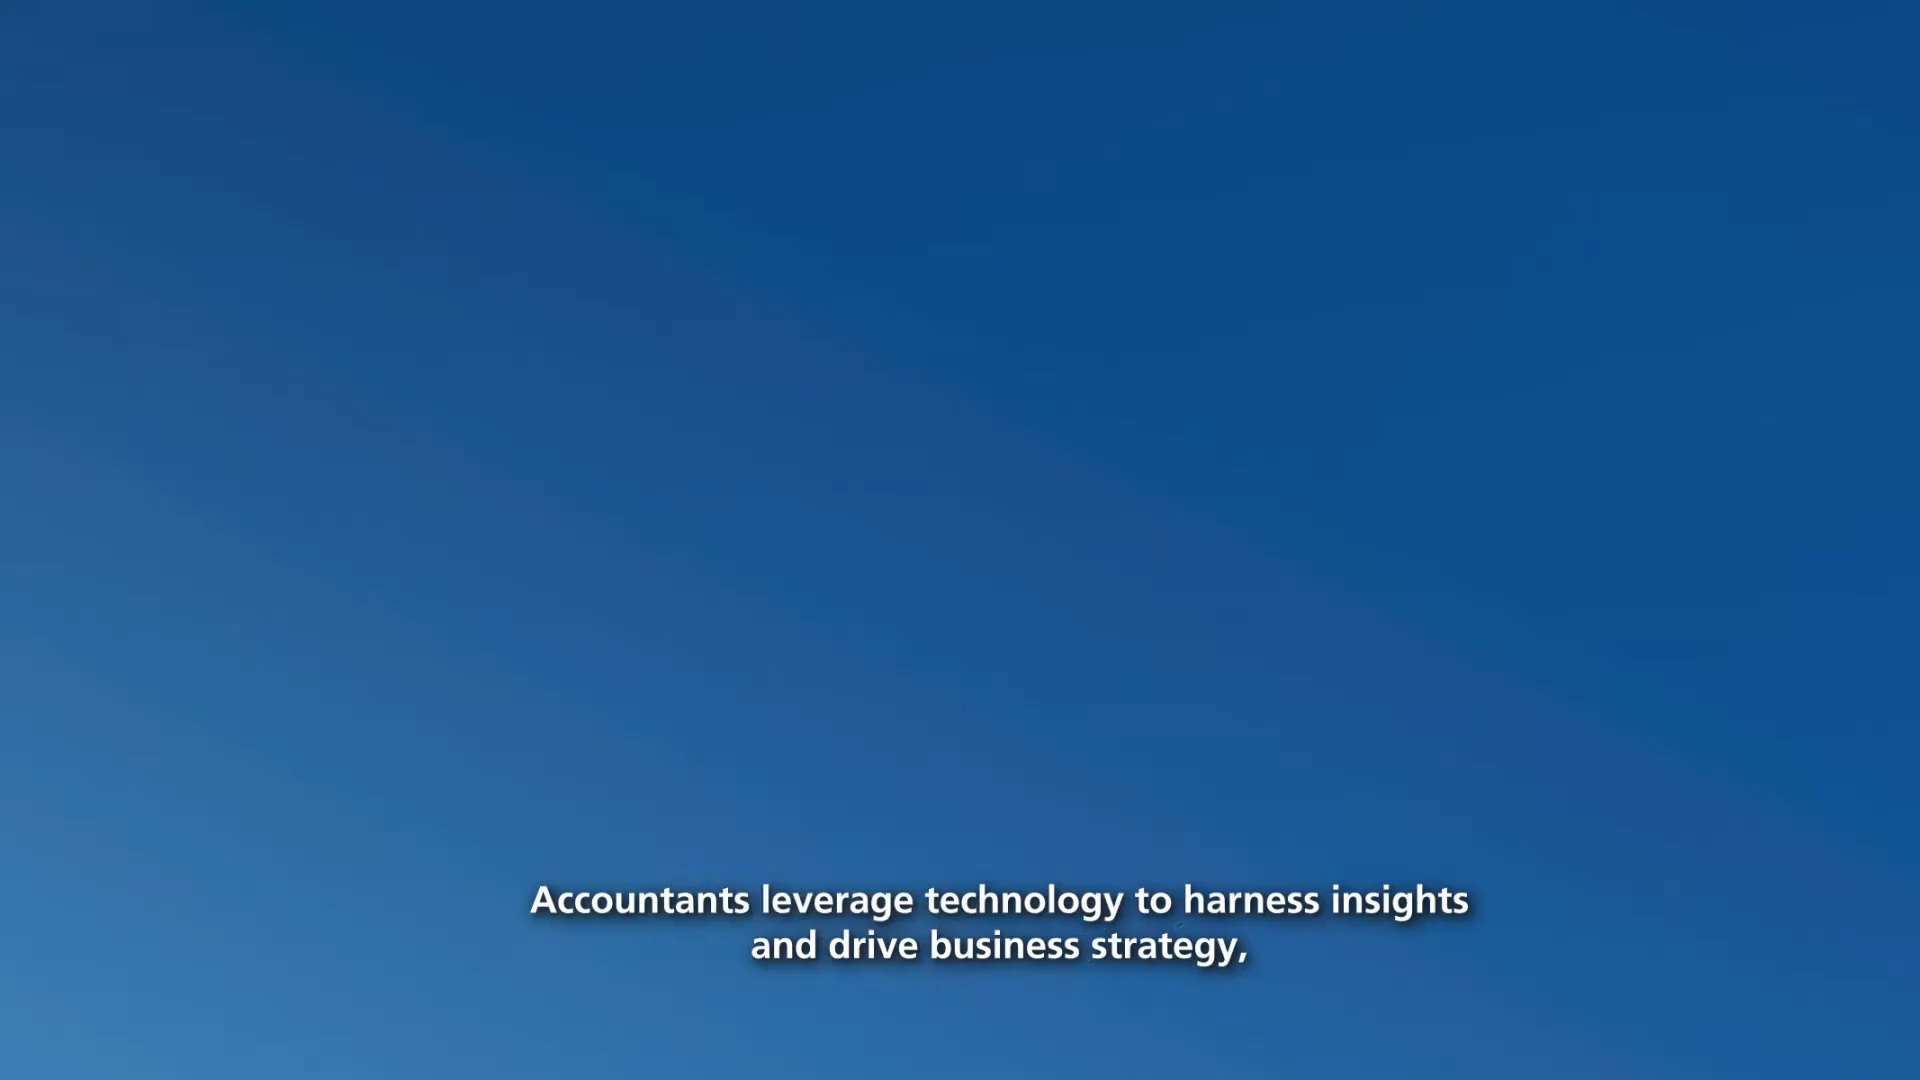 Accountants leverage technology to harness insights
and drive business strategy,